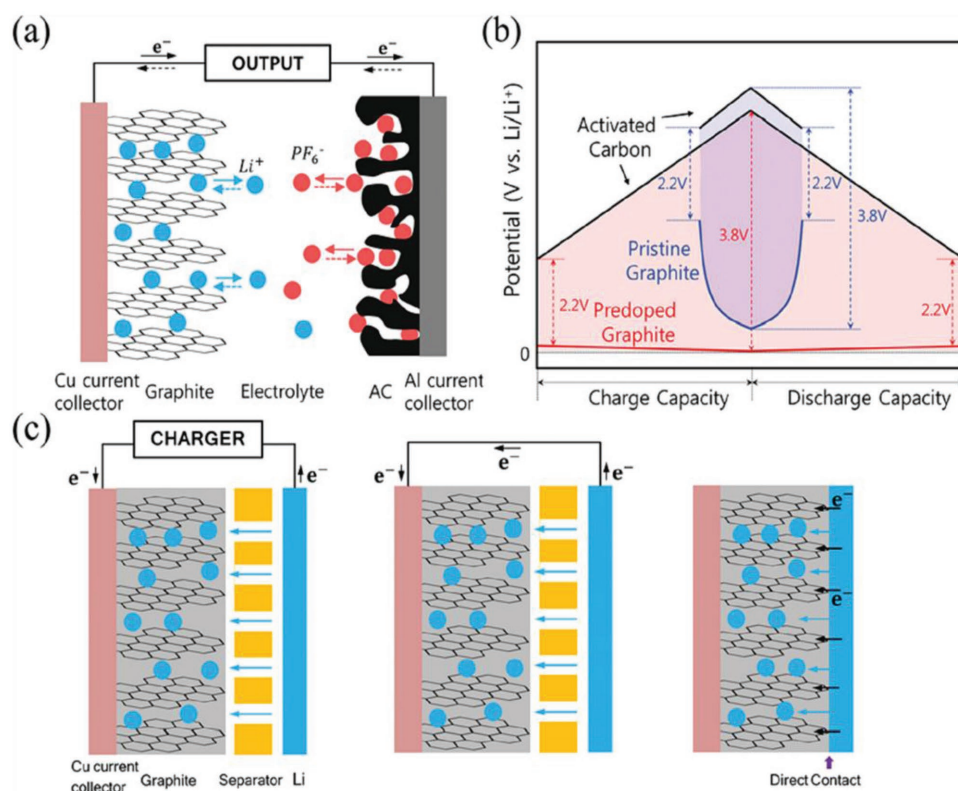 (a)
e⁻
OUTPUT
e⁻
Li⁺
PF₆⁻
Cu current
collector
Graphite
Electrolyte
AC
Al current
collector
(b)
Potential (V vs. Li/Li⁺)
0
Activated
Carbon
2.2V
2.2V
3.8V
3.8V
Pristine
Graphite
2.2V
Predoped
Graphite
2.2V
Charge Capacity
Discharge Capacity
(c)
CHARGER
e⁻
e⁻
Cu current
collector
Graphite
Separator
Li
e⁻
e⁻
e⁻
e⁻
e⁻
Direct Contact